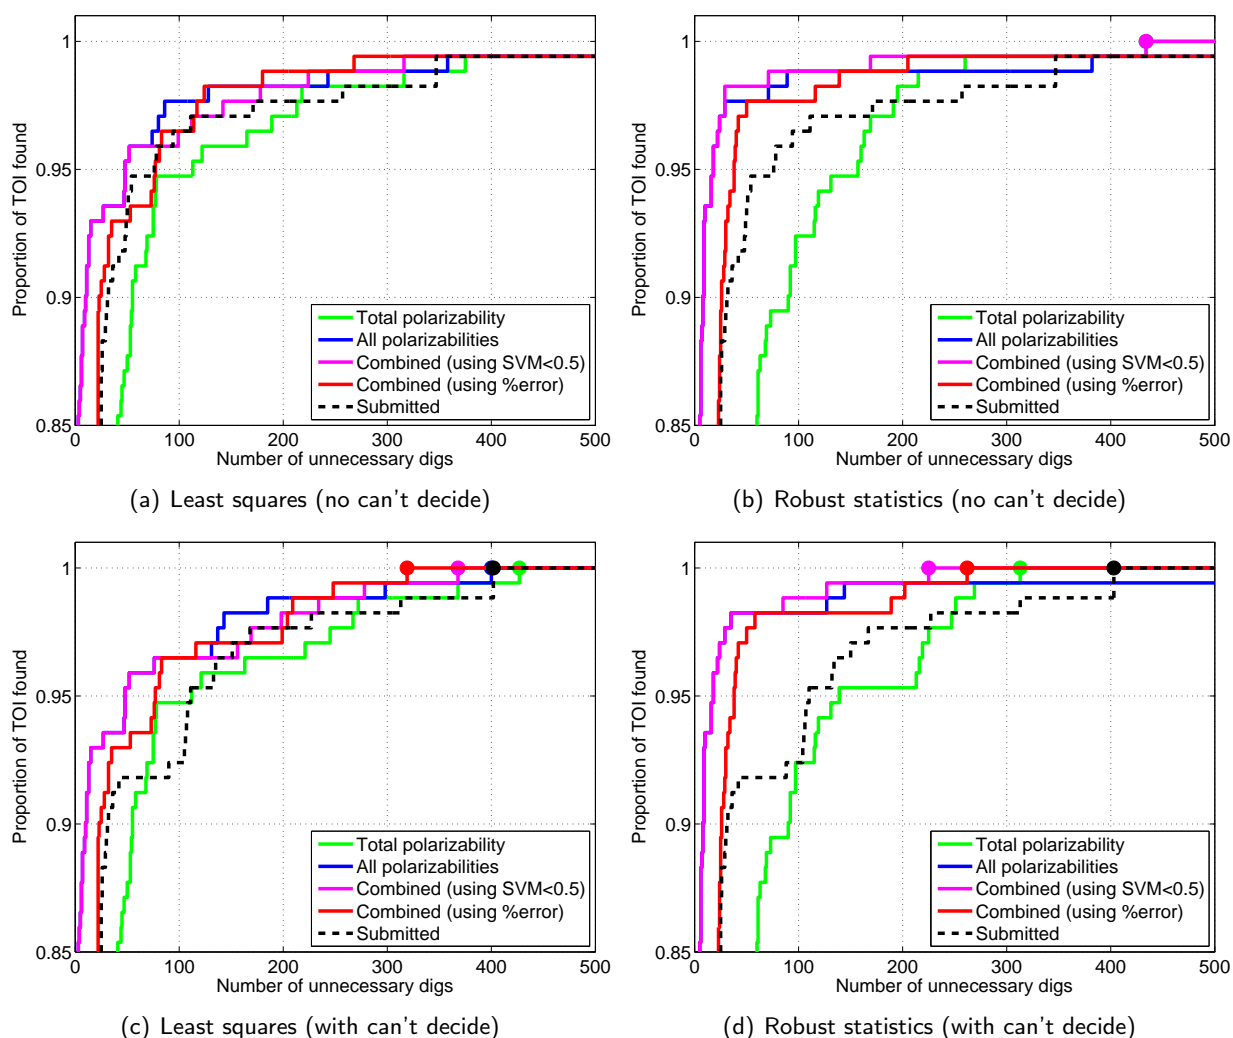 1
0.95
0.9
0.85
0 100 200 300 400 500
Proportion of TOI found
Number of unnecessary digs
Total polarizability
All polarizabilities
Combined (using SVM<0.5)
Combined (using %error)
Submitted
(a) Least squares (no can't decide)
1
0.95
0.9
0.85
0 100 200 300 400 500
Proportion of TOI found
Number of unnecessary digs
Total polarizability
All polarizabilities
Combined (using SVM<0.5)
Combined (using %error)
Submitted
(b) Robust statistics (no can't decide)
1
0.95
0.9
0.85
0 100 200 300 400 500
Proportion of TOI found
Number of unnecessary digs
Total polarizability
All polarizabilities
Combined (using SVM<0.5)
Combined (using %error)
Submitted
(c) Least squares (with can't decide)
1
0.95
0.9
0.85
0 100 200 300 400 500
Proportion of TOI found
Number of unnecessary digs
Total polarizability
All polarizabilities
Combined (using SVM<0.5)
Combined (using %error)
Submitted
(d) Robust statistics (with can't decide)